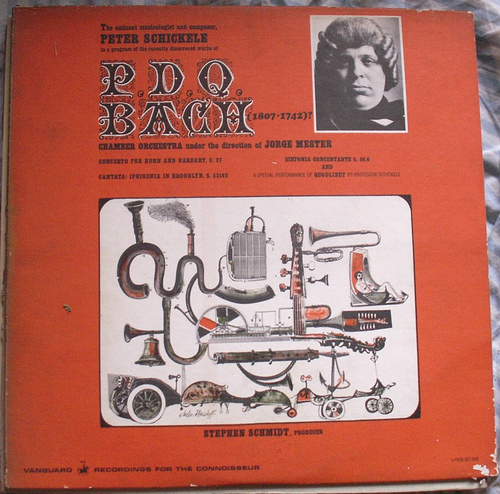 The eminent musicologist and composer,
PETER SCHICKELE
in a program of the recently discovered works of
P.D.Q.
BACH (1807-1742)?
CHAMBER ORCHESTRA under the direction of JORGE MESTER
CONCERTO FOR HORN AND HARDART, S. 27
SINFONIA CONCERTANTE S. 98.6
AND
CANTATA: IPHIGENIA IN BROOKLYN, S. 53162
A SPECIAL PERFORMANCE OF QUODLIBET BY PROFESSOR SCHICKELE
STEPHEN SCHMIDT, PRODUCER
VANGUARD RECORDINGS FOR THE CONNOISSEUR